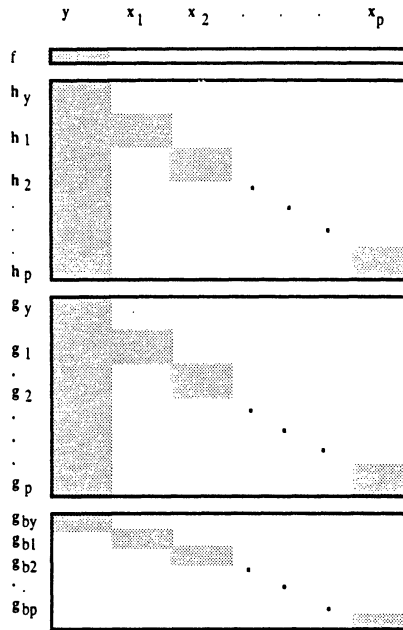 y x1 x2 . . . xp
f
hy
h1
h2
.
.
hp
gy
g1
.
g2
.
.
.
gp
gby
gb1
gb2
. .
gbp